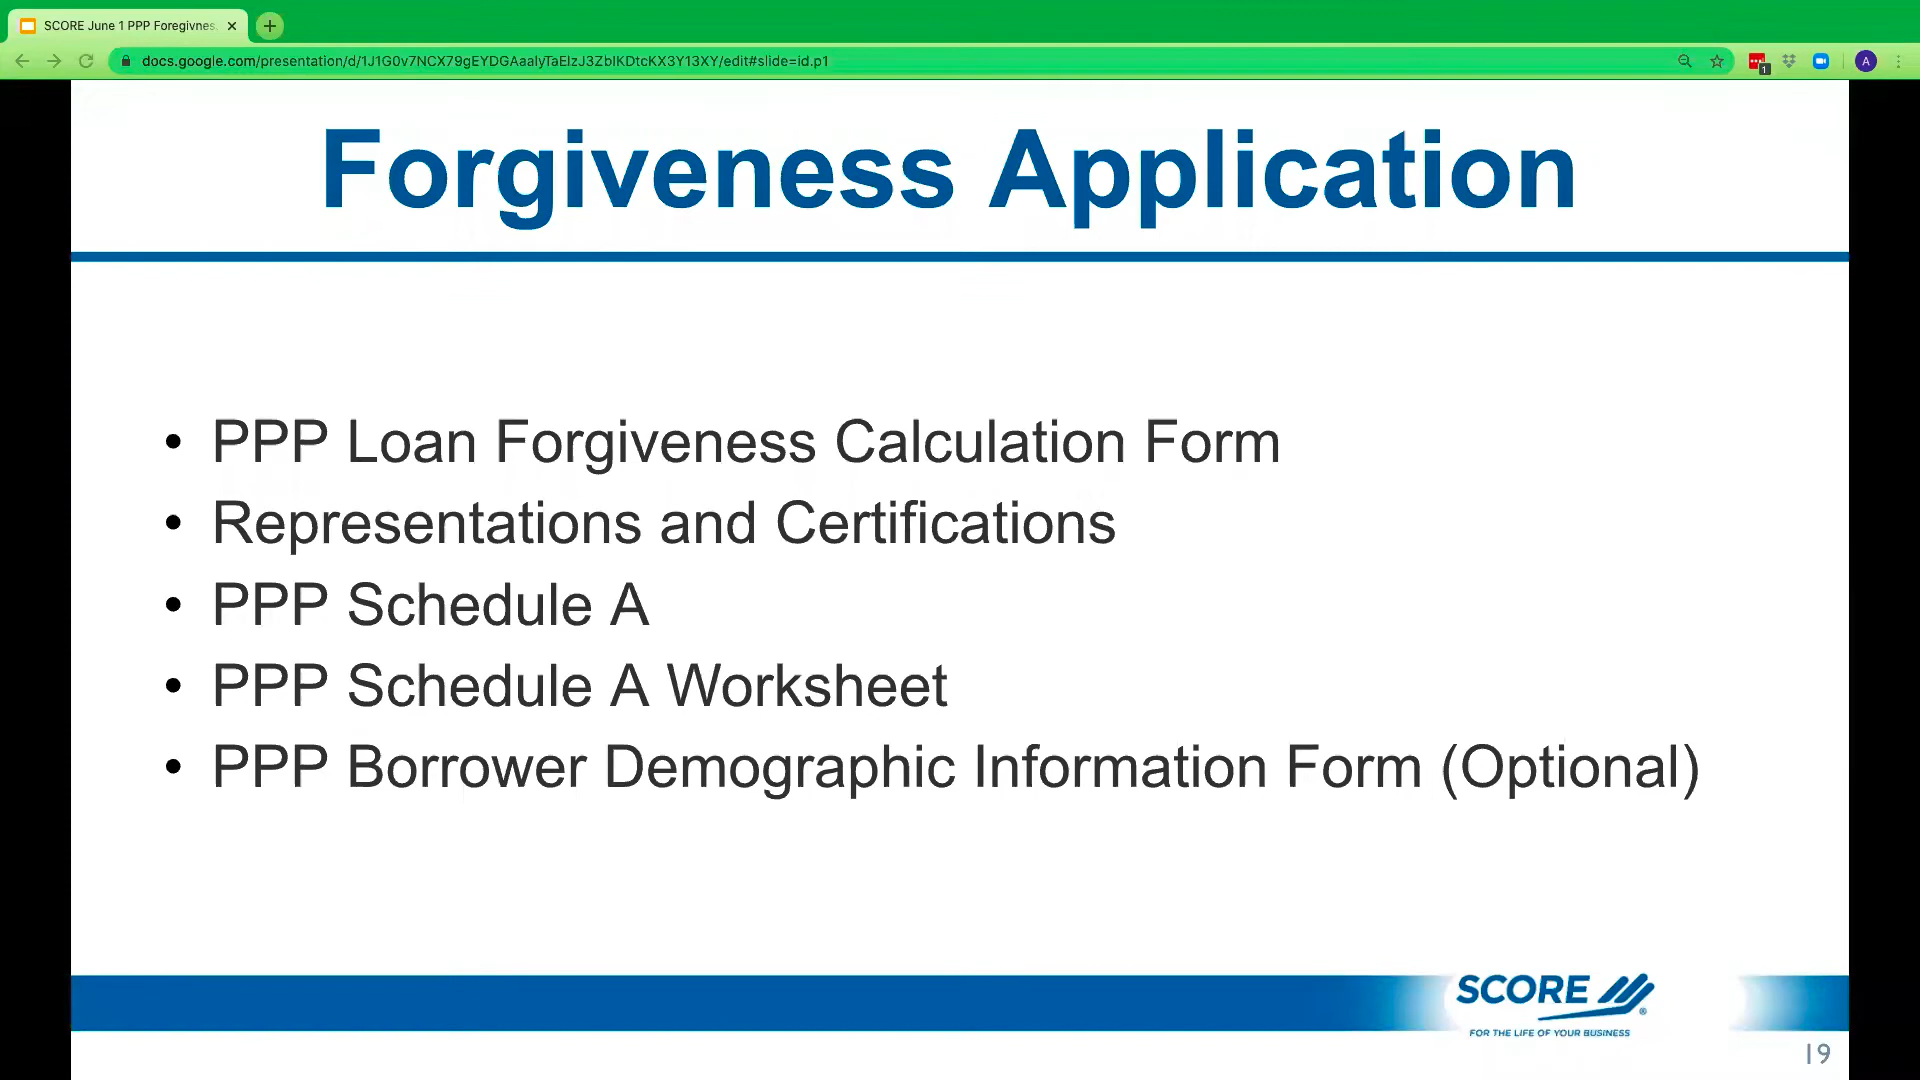 SCORE June 1 PPP Foregivnes
docs.google.com/presentation/d/1J1G0v7NCX79gEYDGAaalyTaElzJ3ZbIKDtcKX3Y13XY/edit#slide=id.p1
1
A
Forgiveness Application
• PPP Loan Forgiveness Calculation Form
• Representations and Certifications
• PPP Schedule A
• PPP Schedule A Worksheet
• PPP Borrower Demographic Information Form (Optional)
SCORE
®
FOR THE LIFE OF YOUR BUSINESS
19